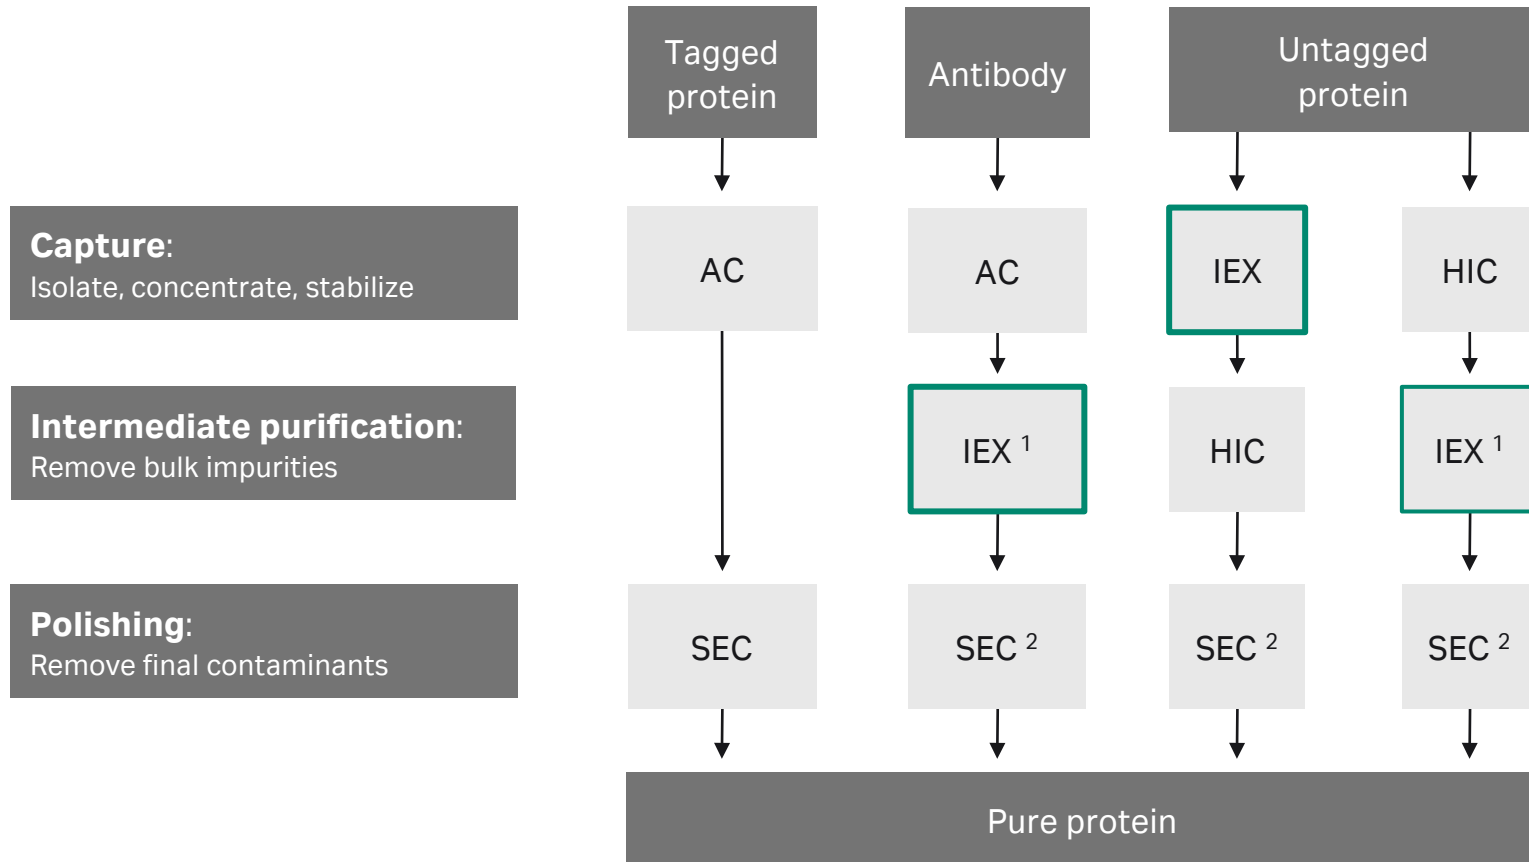 Tagged
protein
Antibody
Untagged
protein
Capture:
Isolate, concentrate, stabilize
AC
AC
IEX
HIC
Intermediate purification:
Remove bulk impurities
IEX ¹
HIC
IEX ¹
Polishing:
Remove final contaminants
SEC
SEC ²
SEC ²
SEC ²
Pure protein